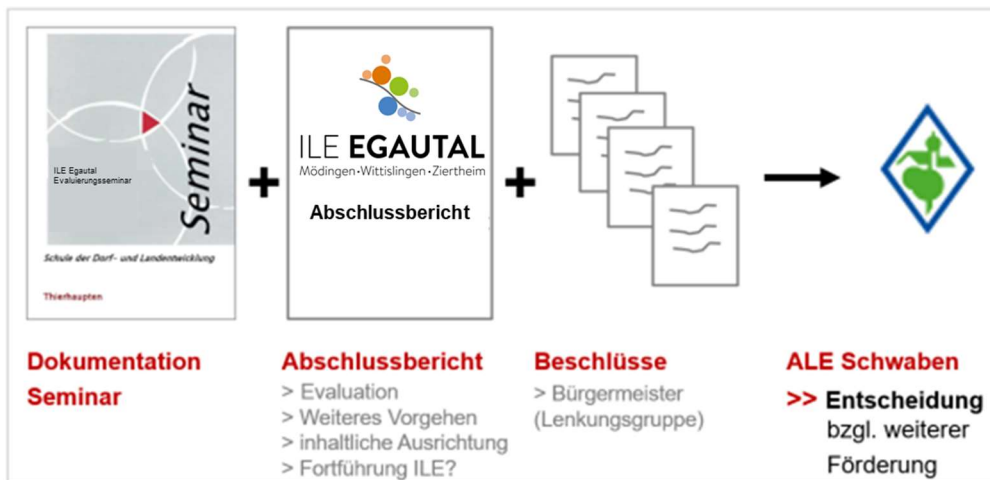 Seminar
ILE Egautal
Evaluierungsseminar
Schule der Dorf- und Landentwicklung
Thierhaupten
+
ILE EGAUTAL
Mödingen•Wittislingen•Ziertheim
Abschlussbericht
+
Dokumentation
Seminar
Abschlussbericht
> Evaluation
> Weiteres Vorgehen
> inhaltliche Ausrichtung
> Fortführung ILE?
Beschlüsse
> Bürgermeister
(Lenkungsgruppe)
ALE Schwaben
>> Entscheidung
bzgl. weiterer
Förderung